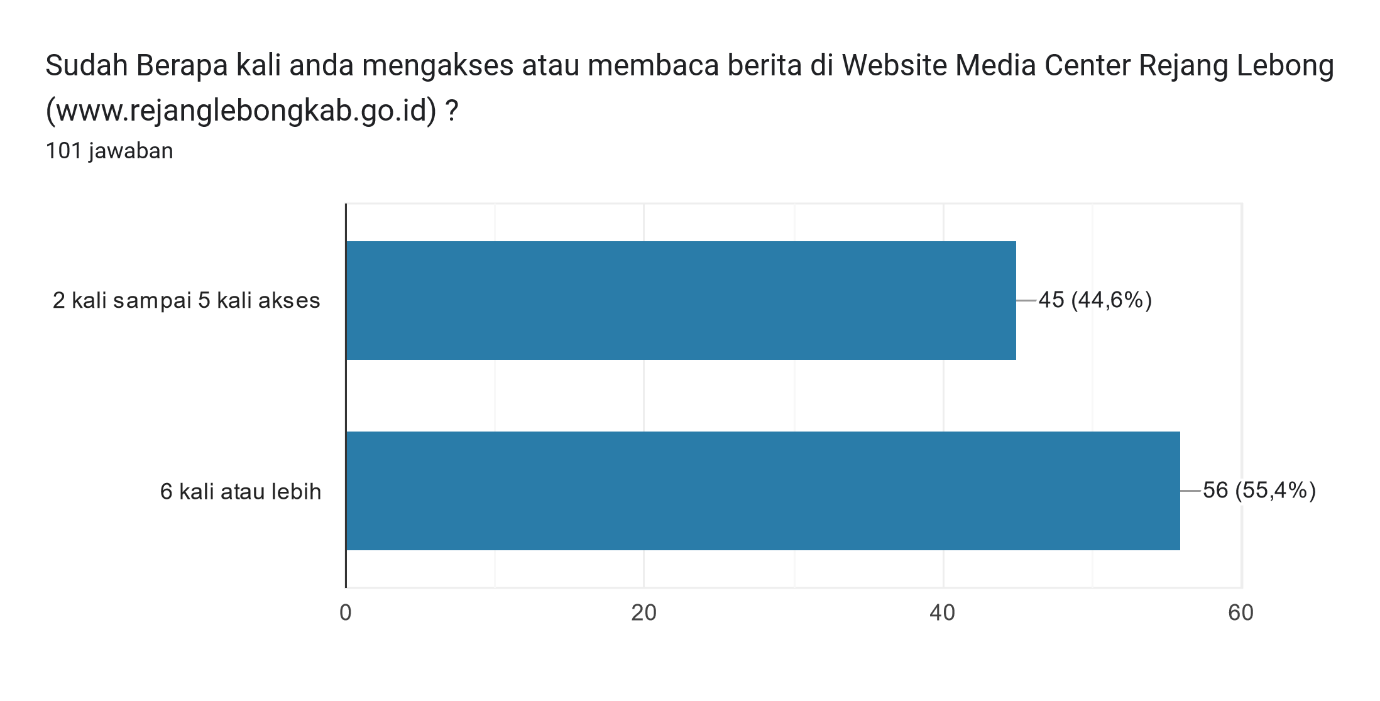 Sudah Berapa kali anda mengakses atau membaca berita di Website Media Center Rejang Lebong
(www.rejanglebongkab.go.id) ?
101 jawaban
2 kali sampai 5 kali akses
45 (44,6%)
6 kali atau lebih
56 (55,4%)
0
20
40
60